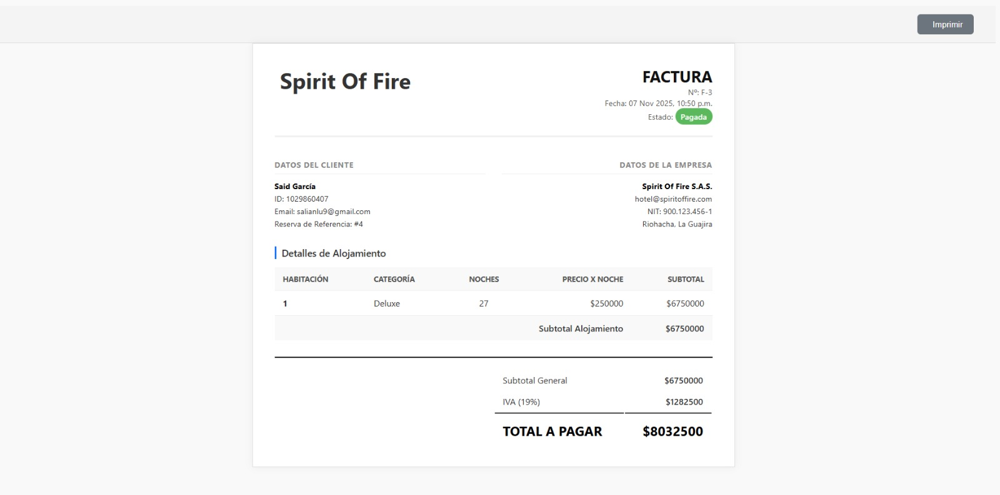 Imprimir
Spirit Of Fire
FACTURA
Nº: F-3
Fecha: 07 Nov 2025, 10:50 p.m.
Estado: Pagada
DATOS DEL CLIENTE
Said García
ID: 1029860407
Email: salianlu9@gmail.com
Reserva de Referencia: #4
DATOS DE LA EMPRESA
Spirit Of Fire S.A.S.
hotel@spiritoffire.com
NIT: 900.123.456-1
Riohacha, La Guajira
Detalles de Alojamiento
HABITACIÓN CATEGORÍA NOCHES PRECIO X NOCHE SUBTOTAL
1 Deluxe 27 $250000 $6750000
Subtotal Alojamiento $6750000
Subtotal General $6750000
IVA (19%) $1282500
TOTAL A PAGAR $8032500